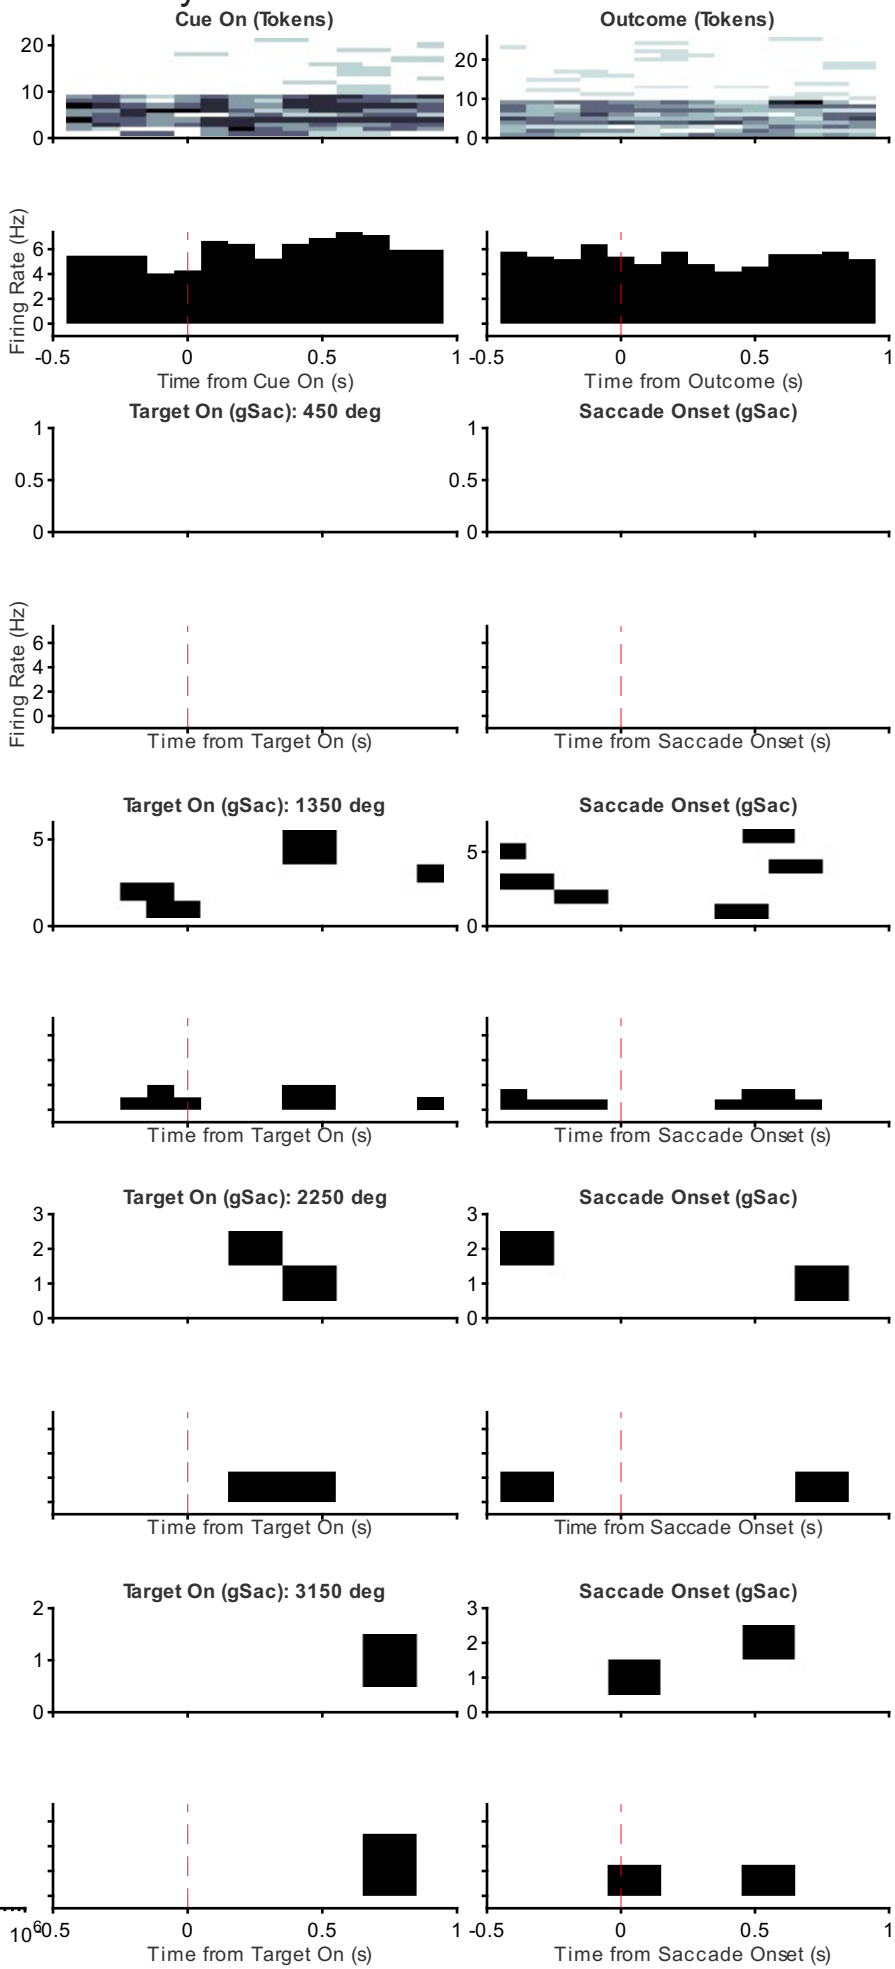 Cue On (Tokens)
Outcome (Tokens)
20
10
0
20
10
0
Firing Rate (Hz)
6
4
2
0
-0.5 0 0.5 1
-0.5 0 0.5 1
Time from Cue On (s)
Time from Outcome (s)
Target On (gSac): 450 deg
Saccade Onset (gSac)
1
0.5
0
1
0.5
0
Firing Rate (Hz)
6
4
2
0
Time from Target On (s)
Time from Saccade Onset (s)
Target On (gSac): 1350 deg
Saccade Onset (gSac)
5
0
5
0
Time from Target On (s)
Time from Saccade Onset (s)
Target On (gSac): 2250 deg
Saccade Onset (gSac)
3
2
1
0
3
2
1
0
Time from Target On (s)
Time from Saccade Onset (s)
Target On (gSac): 3150 deg
Saccade Onset (gSac)
2
1
0
3
2
1
0
10
0.5 0 0.5 1
-0.5 0 0.5 1
Time from Target On (s)
Time from Saccade Onset (s)